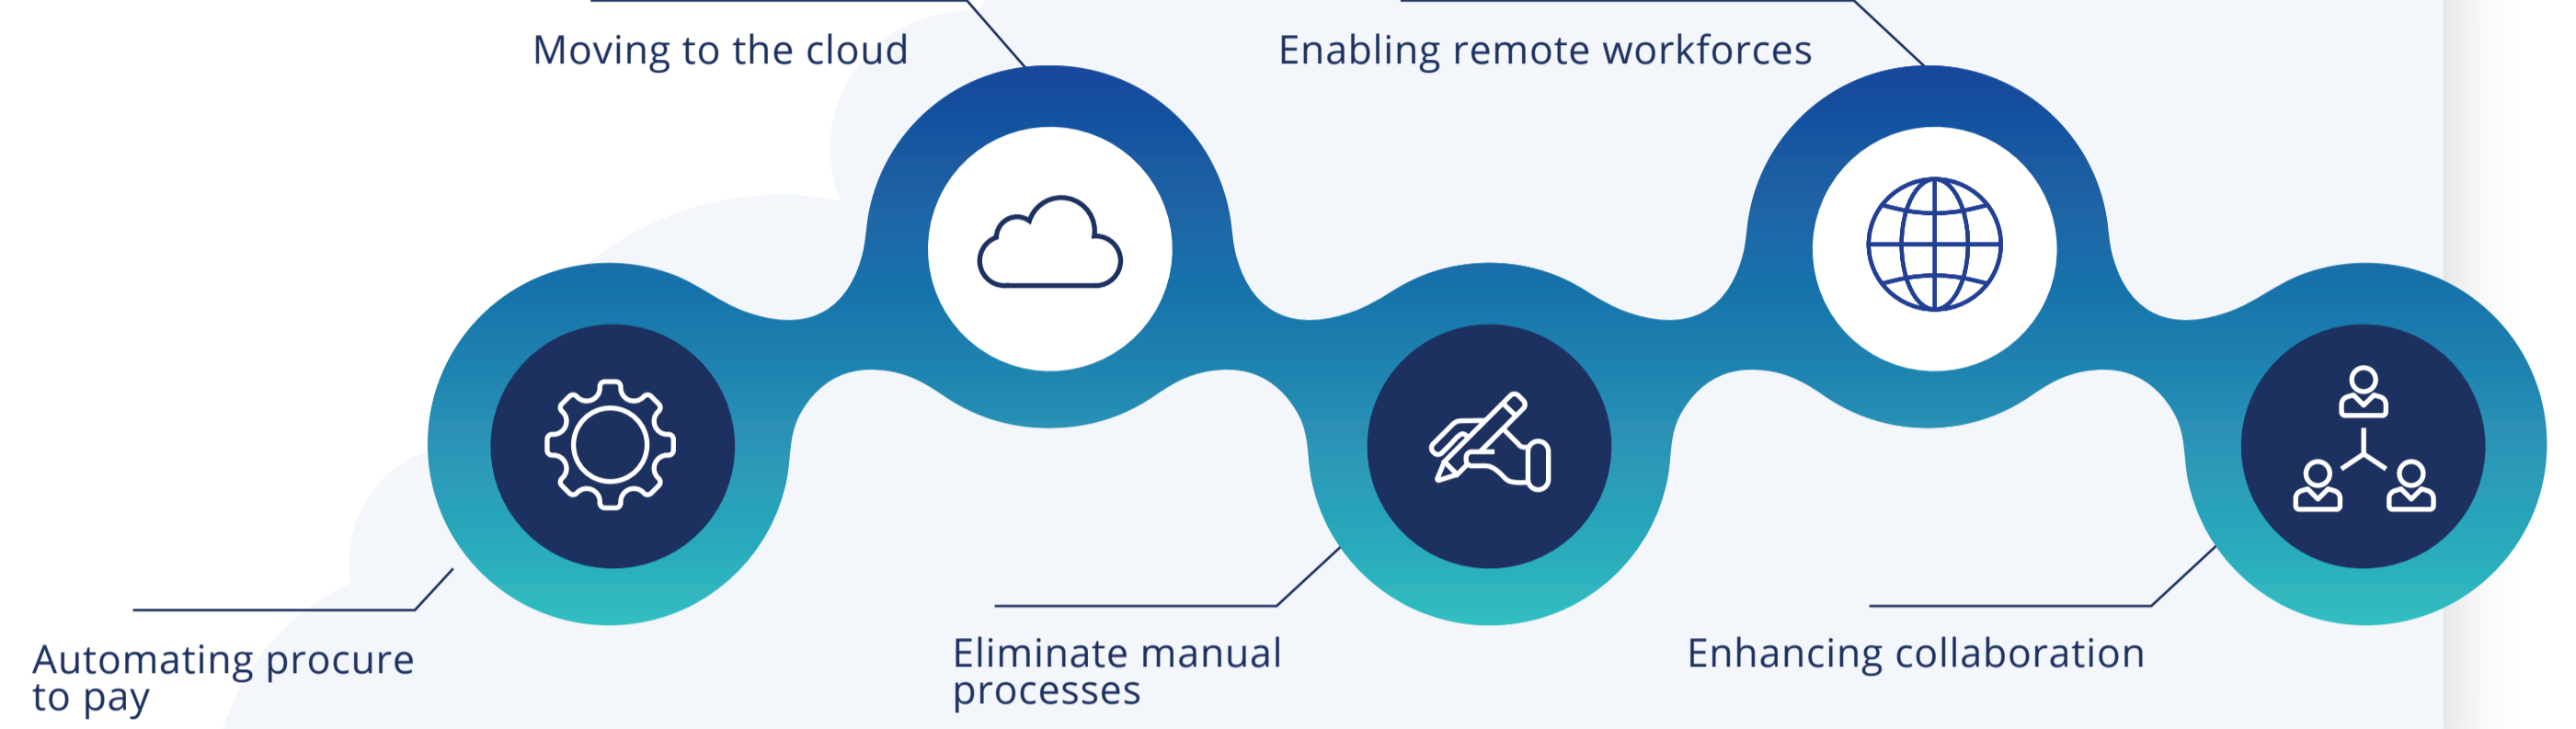 Moving to the cloud
Enabling remote workforces
Automating procure
to pay
Eliminate manual
processes
Enhancing collaboration